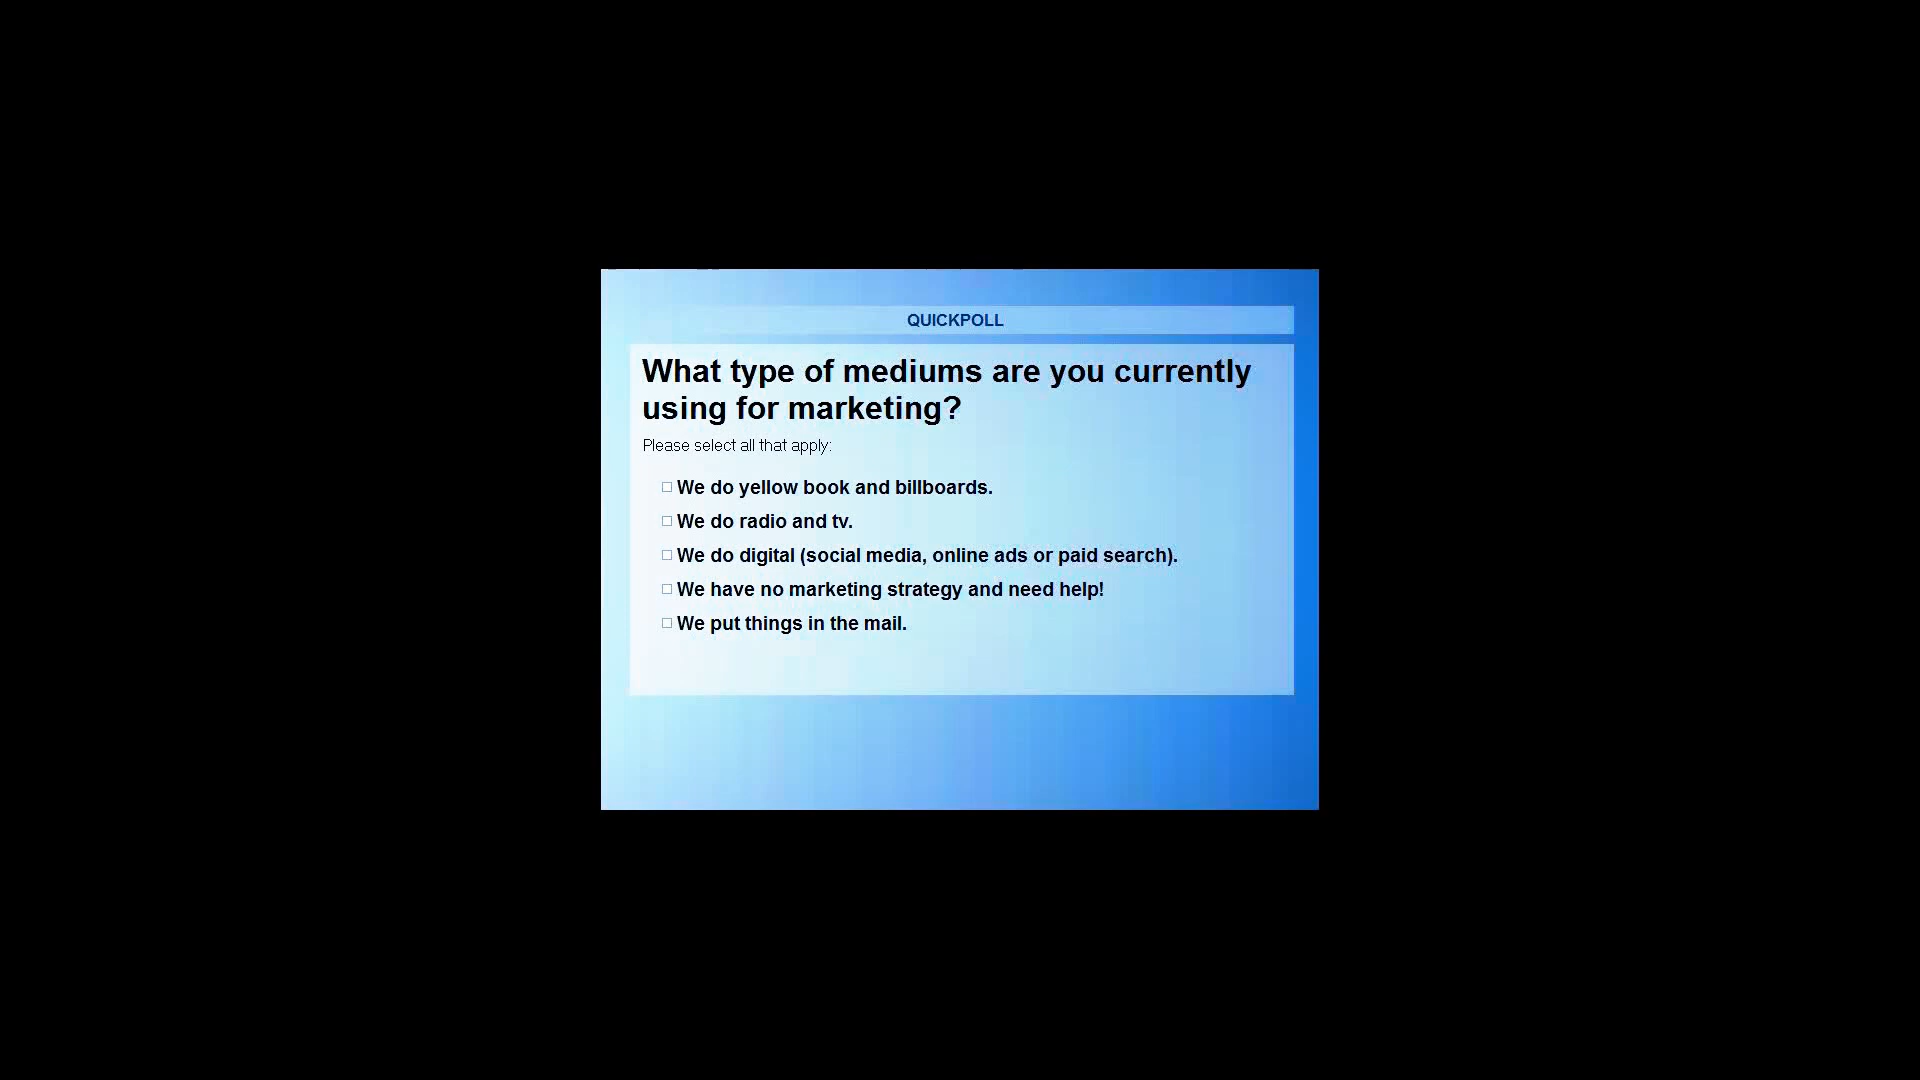 QUICKPOLL
What type of mediums are you currently
using for marketing?
Please select all that apply:
We do yellow book and billboards.
We do radio and tv.
We do digital (social media, online ads or paid search).
We have no marketing strategy and need help!
We put things in the mail.